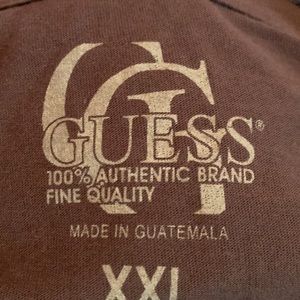 G G
GUESS®
100% AUTHENTIC BRAND
FINE QUALITY
MADE IN GUATEMALA
XXL